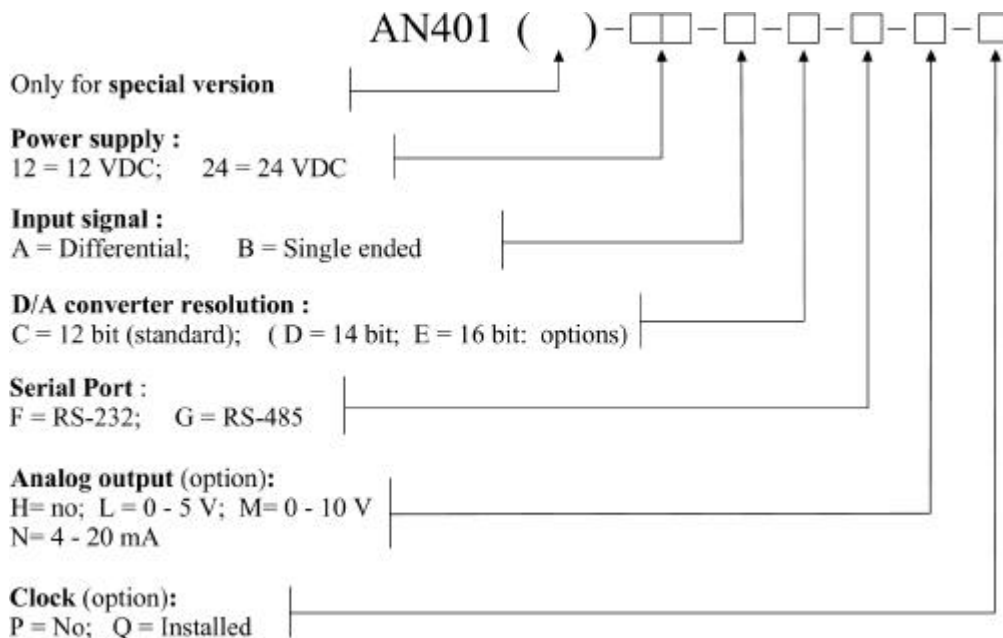 AN401 ( ) -
Only for special version
Power supply :
12 = 12 VDC; 24 = 24 VDC
Input signal :
A = Differential; B = Single ended
D/A converter resolution :
C = 12 bit (standard); ( D = 14 bit; E = 16 bit: options)
Serial Port :
F = RS-232; G = RS-485
Analog output (option):
H= no; L = 0 - 5 V; M= 0 - 10 V
N= 4 - 20 mA
Clock (option):
P = No; Q = Installed